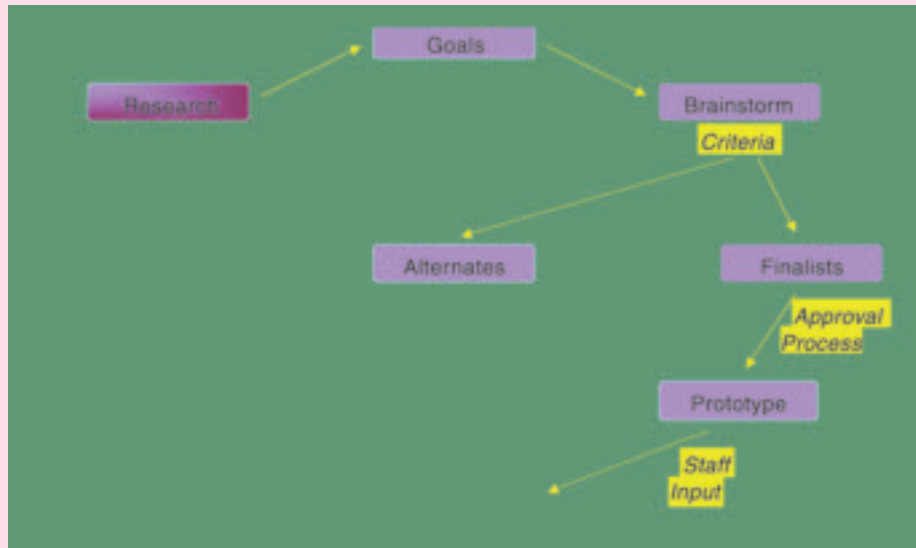 Goals
Research
Brainstorm
Criteria
Alternates
Finalists
Approval
Process
Prototype
Staff
Input